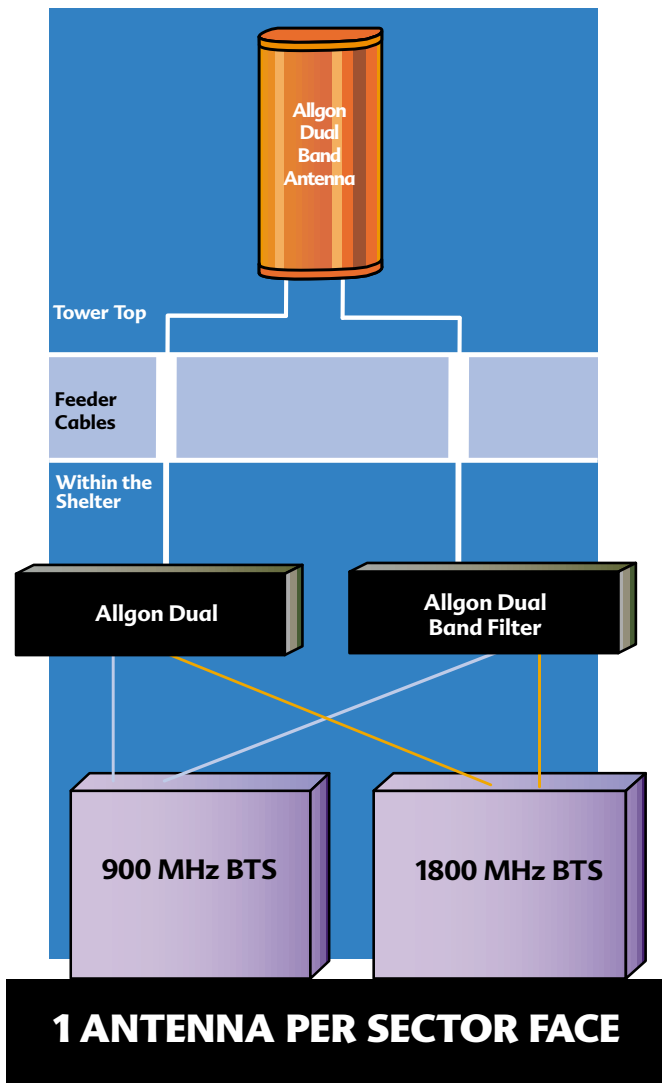 Allgon
Dual
Band
Antenna
Tower Top
Feeder
Cables
Within the
Shelter
Allgon Dual
Allgon Dual
Band Filter
900 MHz BTS
1800 MHz BTS
1 ANTENNA PER SECTOR FACE